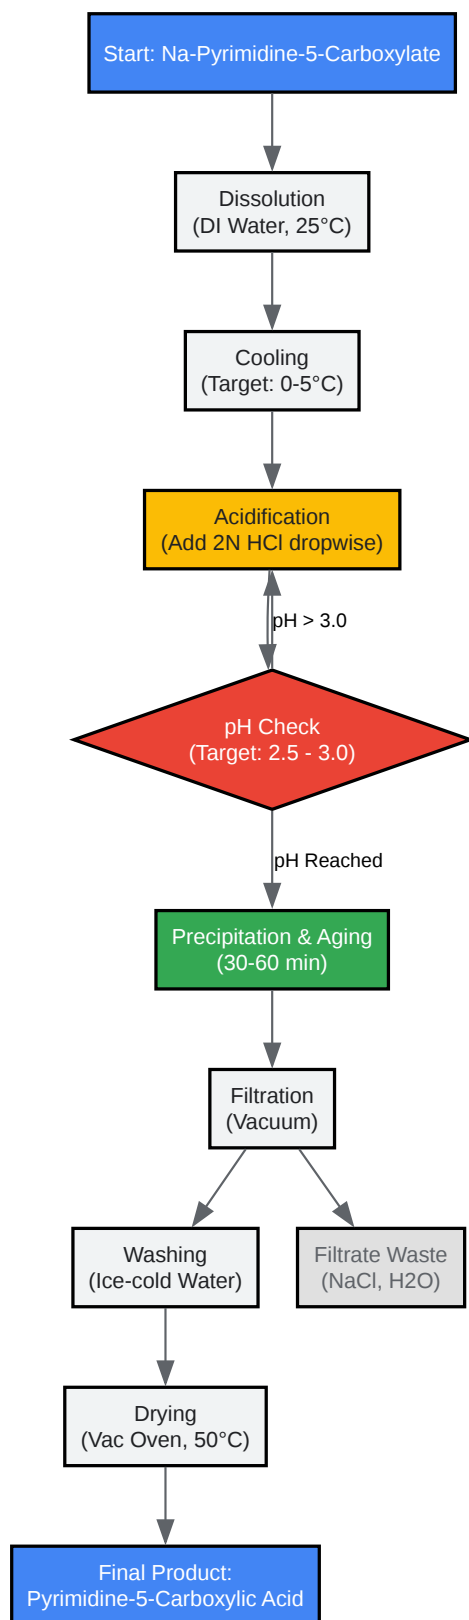 Start: Na-Pyrimidine-5-Carboxylate
Dissolution
(DI Water, 25°C)
Cooling
(Target: 0-5°C)
Acidification
(Add 2N HCl dropwise)
pH > 3.0
pH Check
(Target: 2.5 - 3.0)
pH Reached
Precipitation & Aging
(30-60 min)
Filtration
(Vacuum)
Washing
(Ice-cold Water)
Filtrate Waste
(NaCl, H2O)
Drying
(Vac Oven, 50°C)
Final Product:
Pyrimidine-5-Carboxylic Acid